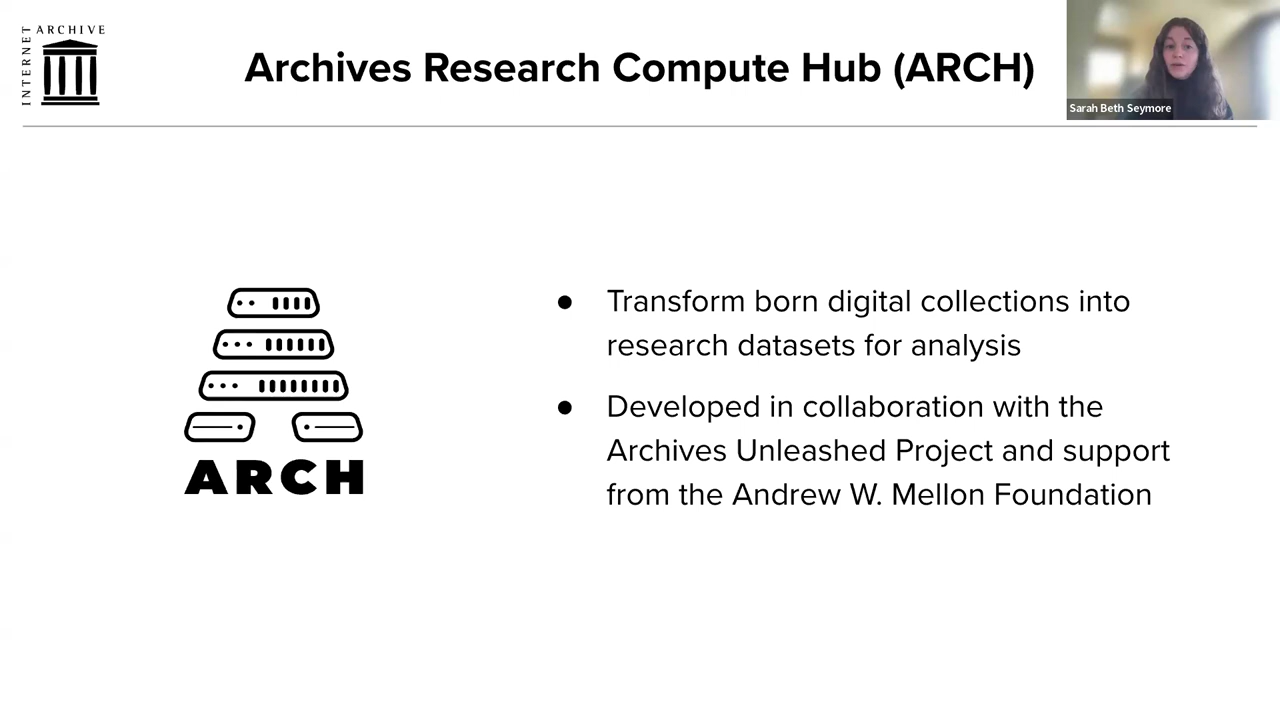 INTERNET
ARCHIVE
Archives Research Compute Hub (ARCH)
Sarah Beth Seymore
ARCH
● Transform born digital collections into
research datasets for analysis
● Developed in collaboration with the
Archives Unleashed Project and support
from the Andrew W. Mellon Foundation